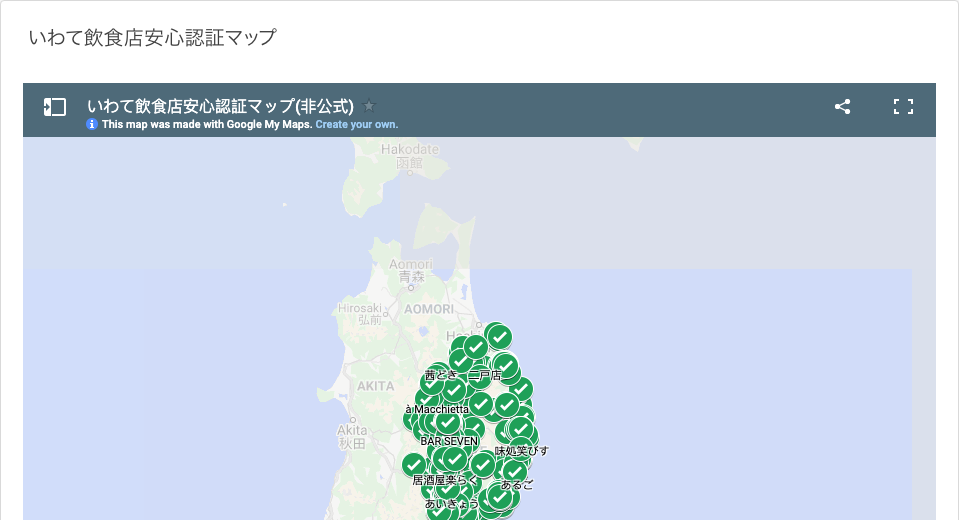 いわて飲食店安心認証マップ
いわて飲食店安心認証マップ(非公式)
This map was made with Google My Maps. Create your own.
Hakodate
函館
Aomori
青森
Hirosaki
弘前
AOMORI
茜どき
二戸店
AKITA
à Macchietta
Akita
秋田
BAR SEVEN
味処笑びす
居酒屋楽らく
あるご
あいきょう